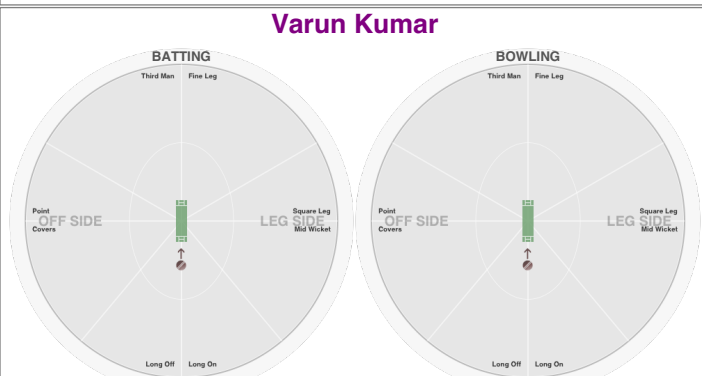 Varun Kumar
BATTING
Third Man Fine Leg
Point
OFF SIDE
Covers
Square Leg
LEG SIDE
Mid Wicket
Long Off Long On
BOWLING
Third Man Fine Leg
Point
OFF SIDE
Covers
Square Leg
LEG SIDE
Mid Wicket
Long Off Long On